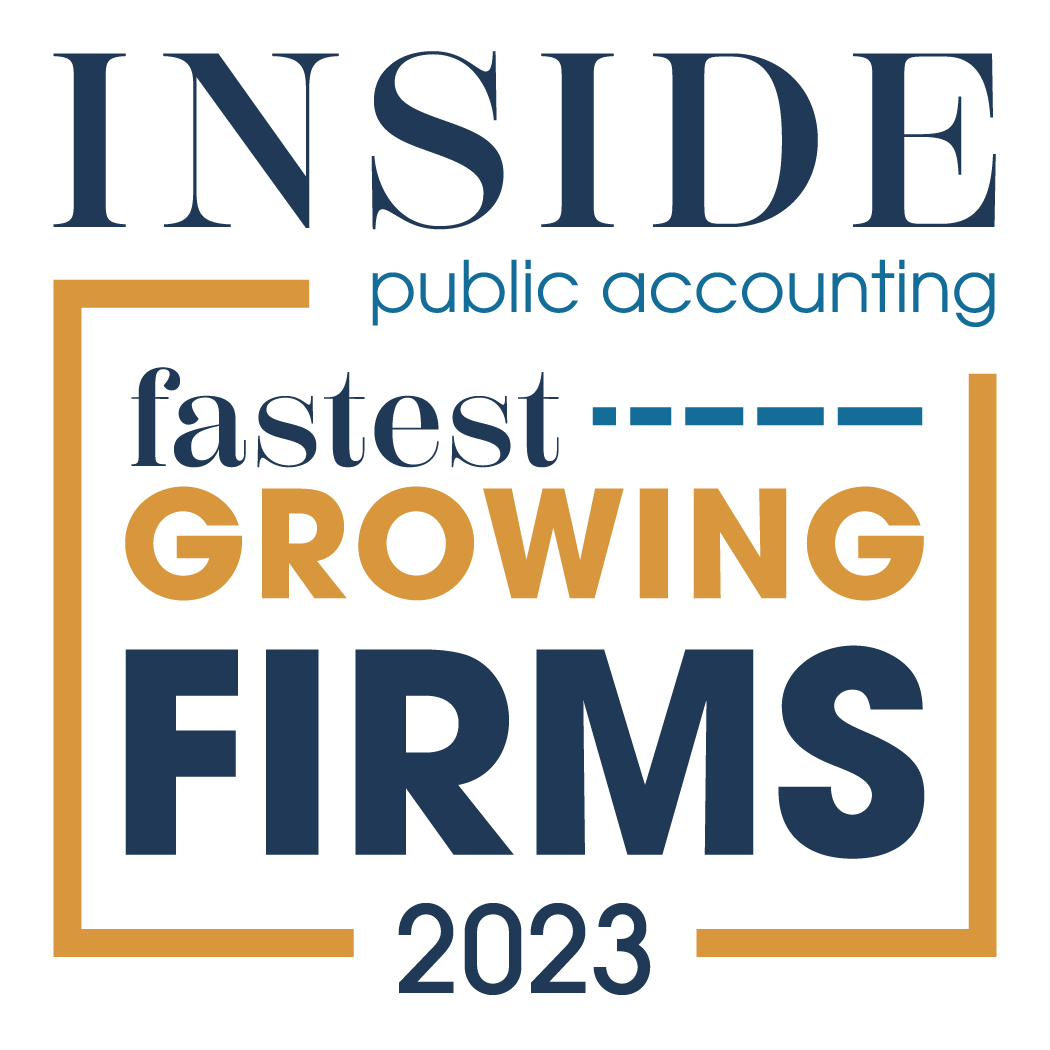 INSIDE
public accounting
fastest
GROWING
FIRMS
2023